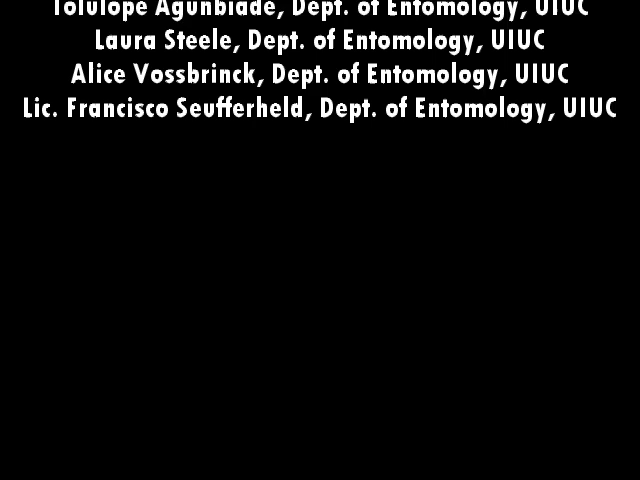 Tolulope Agunbiade, Dept. of Entomology, UIUC
Laura Steele, Dept. of Entomology, UIUC
Alice Vossbrinck, Dept. of Entomology, UIUC
Lic. Francisco Seufferheld, Dept. of Entomology, UIUC